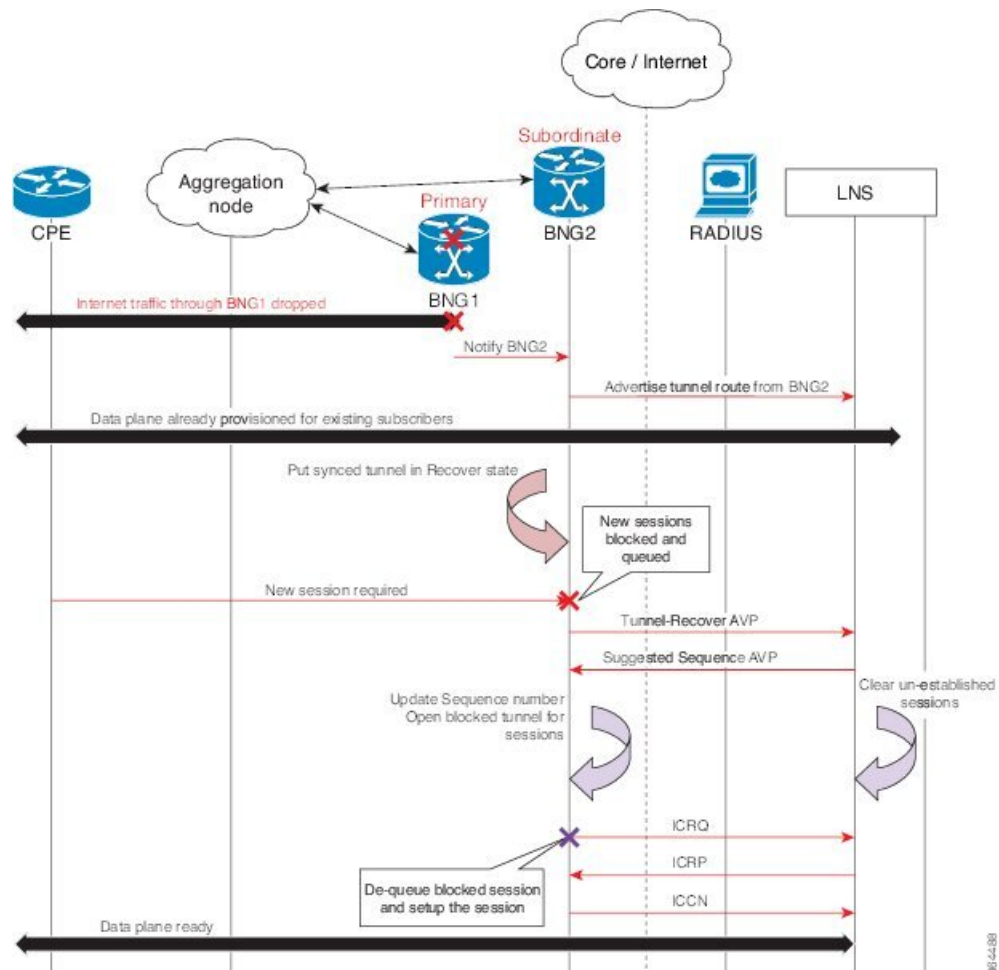 Core / Internet
Subordinate
Aggregation
node
Primary
LNS
CPE
BNG2
RADIUS
BNG1
Internet traffic through BNG1 dropped
Notify BNG2
Advertise tunnel route from BNG2
Data plane already provisioned for existing subscribers
Put synced tunnel in Recover state
New sessions
blocked and
queued
New session required
Tunnel-Recover AVP
Suggested Sequence AVP
Clear un-established
sessions
Update Sequence number
Open blocked tunnel for
sessions
ICRQ
ICRP
De-queue blocked session
and setup the session
ICCN
Data plane ready